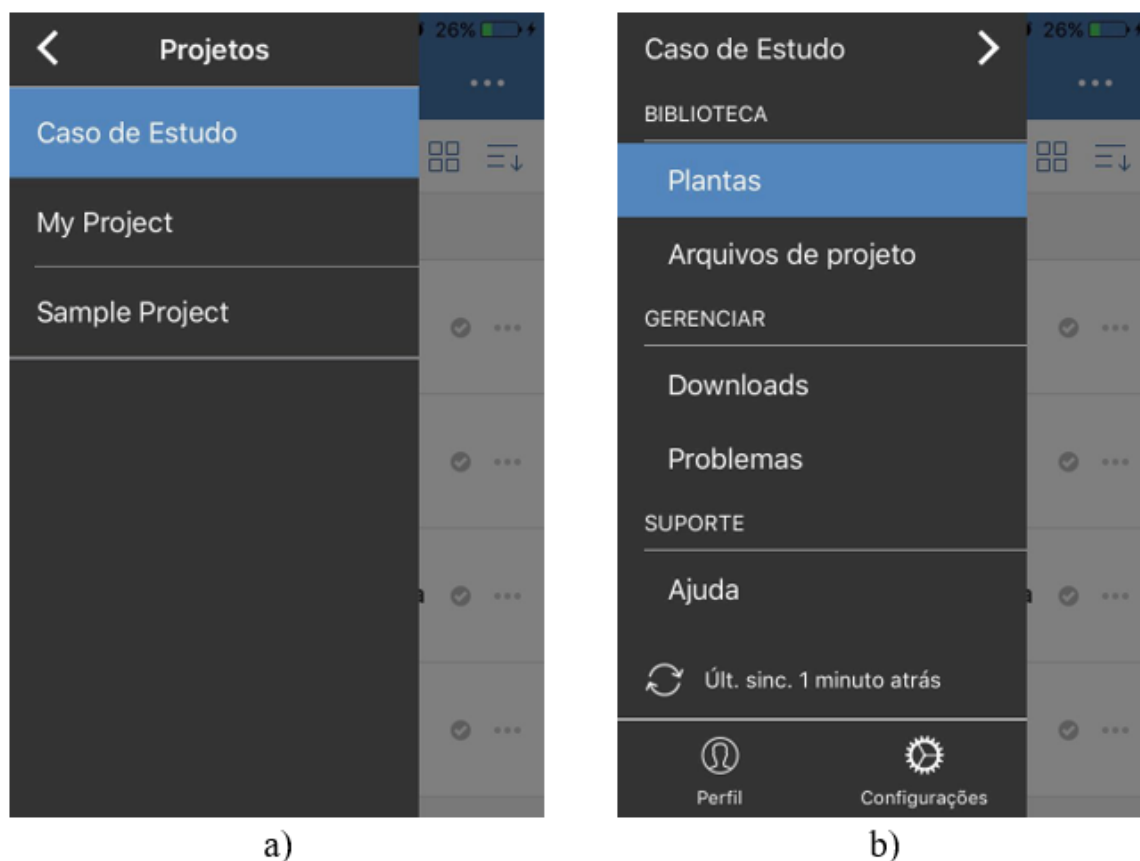 Projetos
26%
Caso de Estudo
My Project
Sample Project
a
a)
Caso de Estudo
26%
BIBLIOTECA
Plantas
Arquivos de projeto
GERENCIAR
Downloads
Problemas
SUPORTE
Ajuda
a
Últ. sinc. 1 minuto atrás
Perfil
Configurações
b)